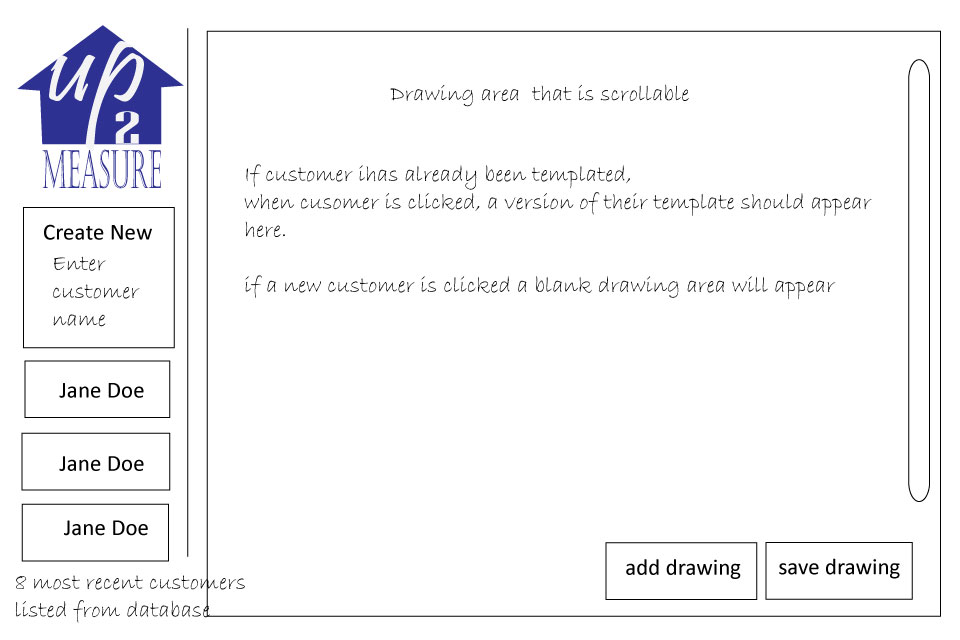 up
2
MEASURE
Create New
Enter
customer
name
Jane Doe
Jane Doe
Jane Doe
8 most recent customers
listed from database
Drawing area that is scrollable
If customer ihas already been templated,
when cusomer is clicked, a version of their template should appear
here.
if a new customer is clicked a blank drawing area will appear
add drawing
save drawing